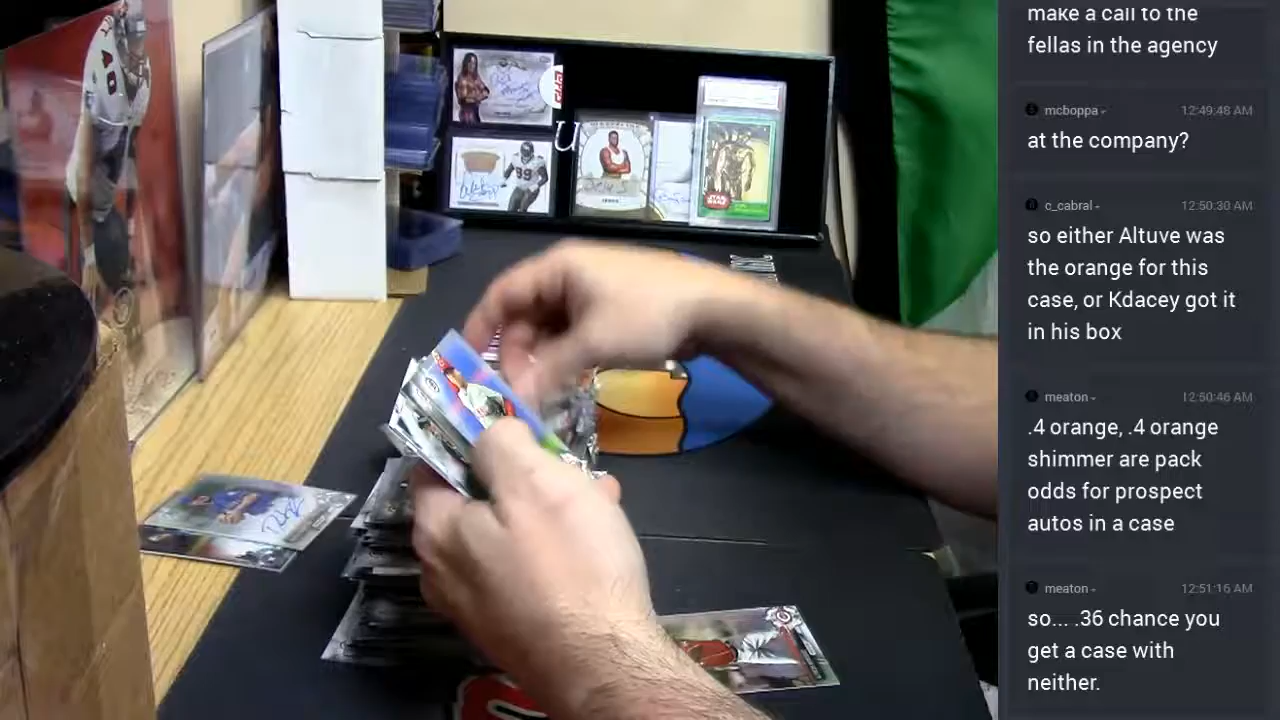 make a call to the
fellas in the agency
mcboppa
12:49:48 AM
at the company?
c_cabral
12:50:30 AM
so either Altuve was
the orange for this
case, or Kdacey got it
in his box
meaton
12:50:46 AM
.4 orange, .4 orange
shimmer are pack
odds for prospect
autos in a case
meaton
12:51:16 AM
so... .36 chance you
get a case with
neither.
STAR
WARS
99
U